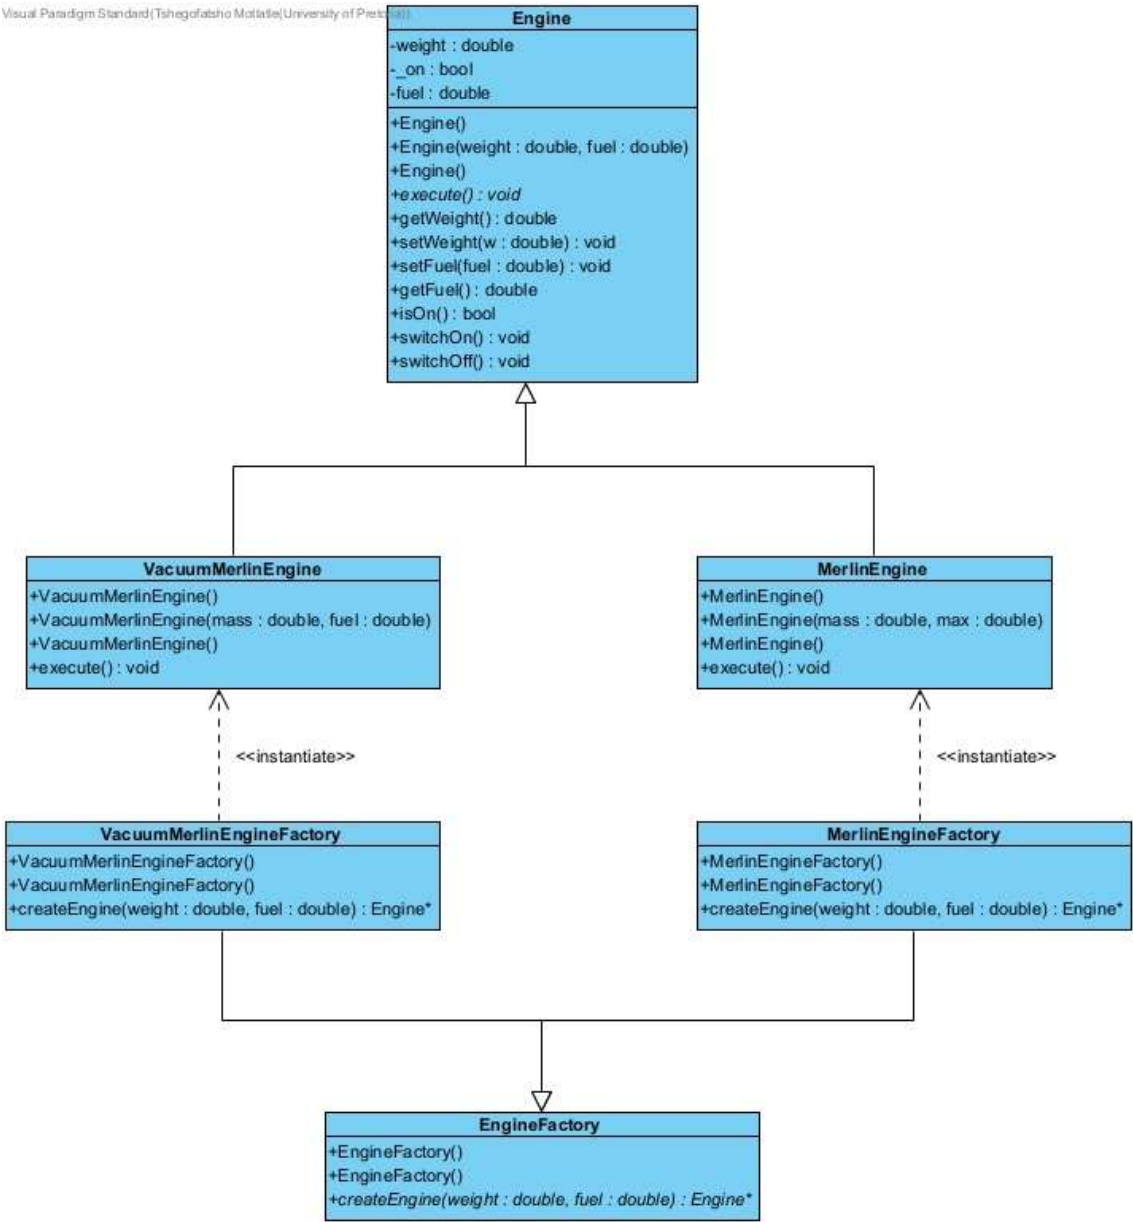 Visual Paradigm Standard(Tshegofatsho Motlatle(University of Pretoria))
Engine
-weight : double
-_on : bool
-fuel : double
+Engine()
+Engine(weight : double, fuel : double)
+Engine()
+execute() : void
+getWeight() : double
+setWeight(w : double) : void
+setFuel(fuel : double) : void
+getFuel() : double
+isOn() : bool
+switchOn() : void
+switchOff() : void
VacuumMerlinEngine
+VacuumMerlinEngine()
+VacuumMerlinEngine(mass : double, fuel : double)
+VacuumMerlinEngine()
+execute() : void
MerlinEngine
+MerlinEngine()
+MerlinEngine(mass : double, max : double)
+MerlinEngine()
+execute() : void
<<instantiate>>
<<instantiate>>
VacuumMerlinEngineFactory
+VacuumMerlinEngineFactory()
+VacuumMerlinEngineFactory()
+createEngine(weight : double, fuel : double) : Engine*
MerlinEngineFactory
+MerlinEngineFactory()
+MerlinEngineFactory()
+createEngine(weight : double, fuel : double) : Engine*
EngineFactory
+EngineFactory()
+EngineFactory()
+createEngine(weight : double, fuel : double) : Engine*